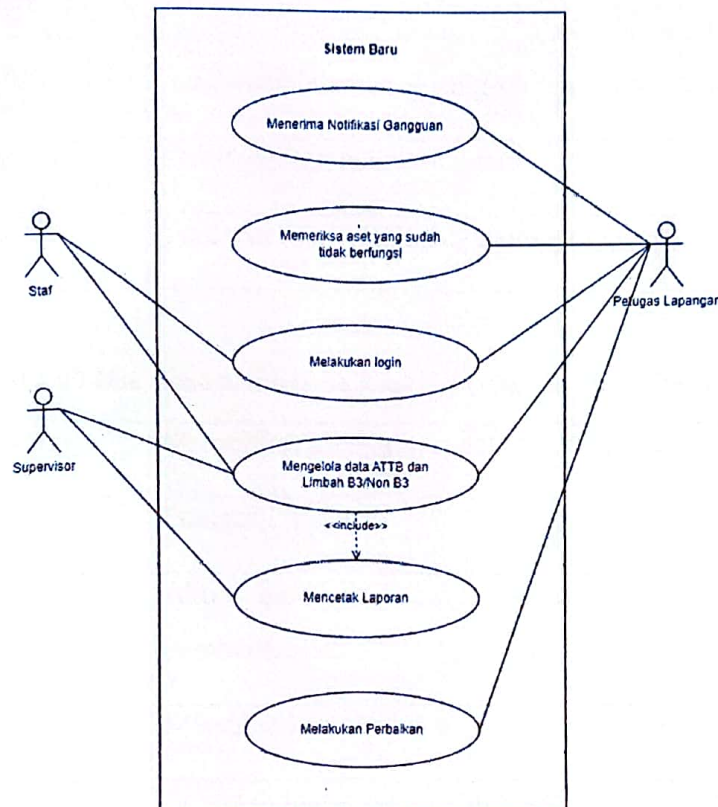 Sistem Baru
Menerima Notifikasi Gangguan
Memeriksa aset yang sudah
tidak berfungsi
Staf
Petugas Lapangan
Melakukan login
Supervisor
Mengelola data ATTB dan
Limbah B3/Non B3
<<include>>
Mencetak Laporan
Melakukan Perbaikan